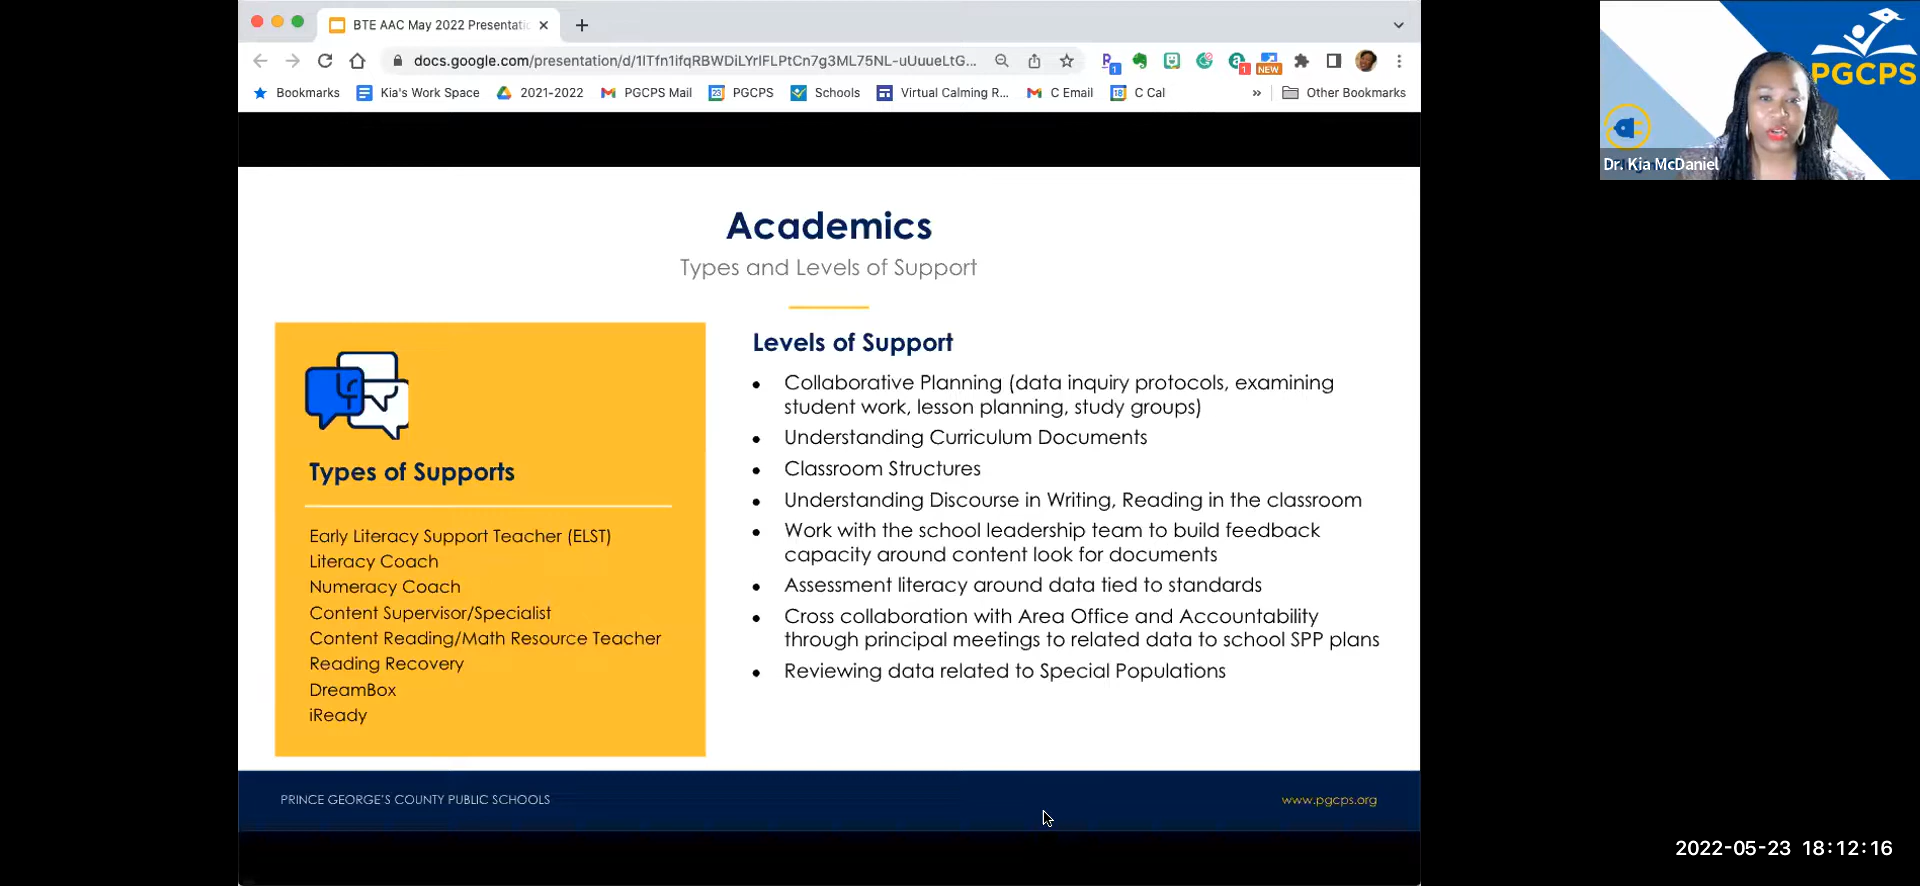 BTE AAC May 2022 Presentati
docs.google.com/presentation/d/1ITfn1ifqRBWDiLYrlFLPtCn7g3ML75NL-uUuueLtG...
1
1
NEW
Bookmarks Kia's Work Space 2021-2022 PGCPS Mail 23 PGCPS Schools Virtual Calming R... C Email 18 C Cal » Other Bookmarks
PGCPS
Dr. Kia McDaniel
Academics
Types and Levels of Support
Types of Supports
Early Literacy Support Teacher (ELST)
Literacy Coach
Numeracy Coach
Content Supervisor/Specialist
Content Reading/Math Resource Teacher
Reading Recovery
DreamBox
iReady
Levels of Support
• Collaborative Planning (data inquiry protocols, examining
student work, lesson planning, study groups)
• Understanding Curriculum Documents
• Classroom Structures
• Understanding Discourse in Writing, Reading in the classroom
• Work with the school leadership team to build feedback
capacity around content look for documents
• Assessment literacy around data tied to standards
• Cross collaboration with Area Office and Accountability
through principal meetings to related data to school SPP plans
• Reviewing data related to Special Populations
PRINCE GEORGE'S COUNTY PUBLIC SCHOOLS
www.pgcps.org
2022-05-23 18:12:16